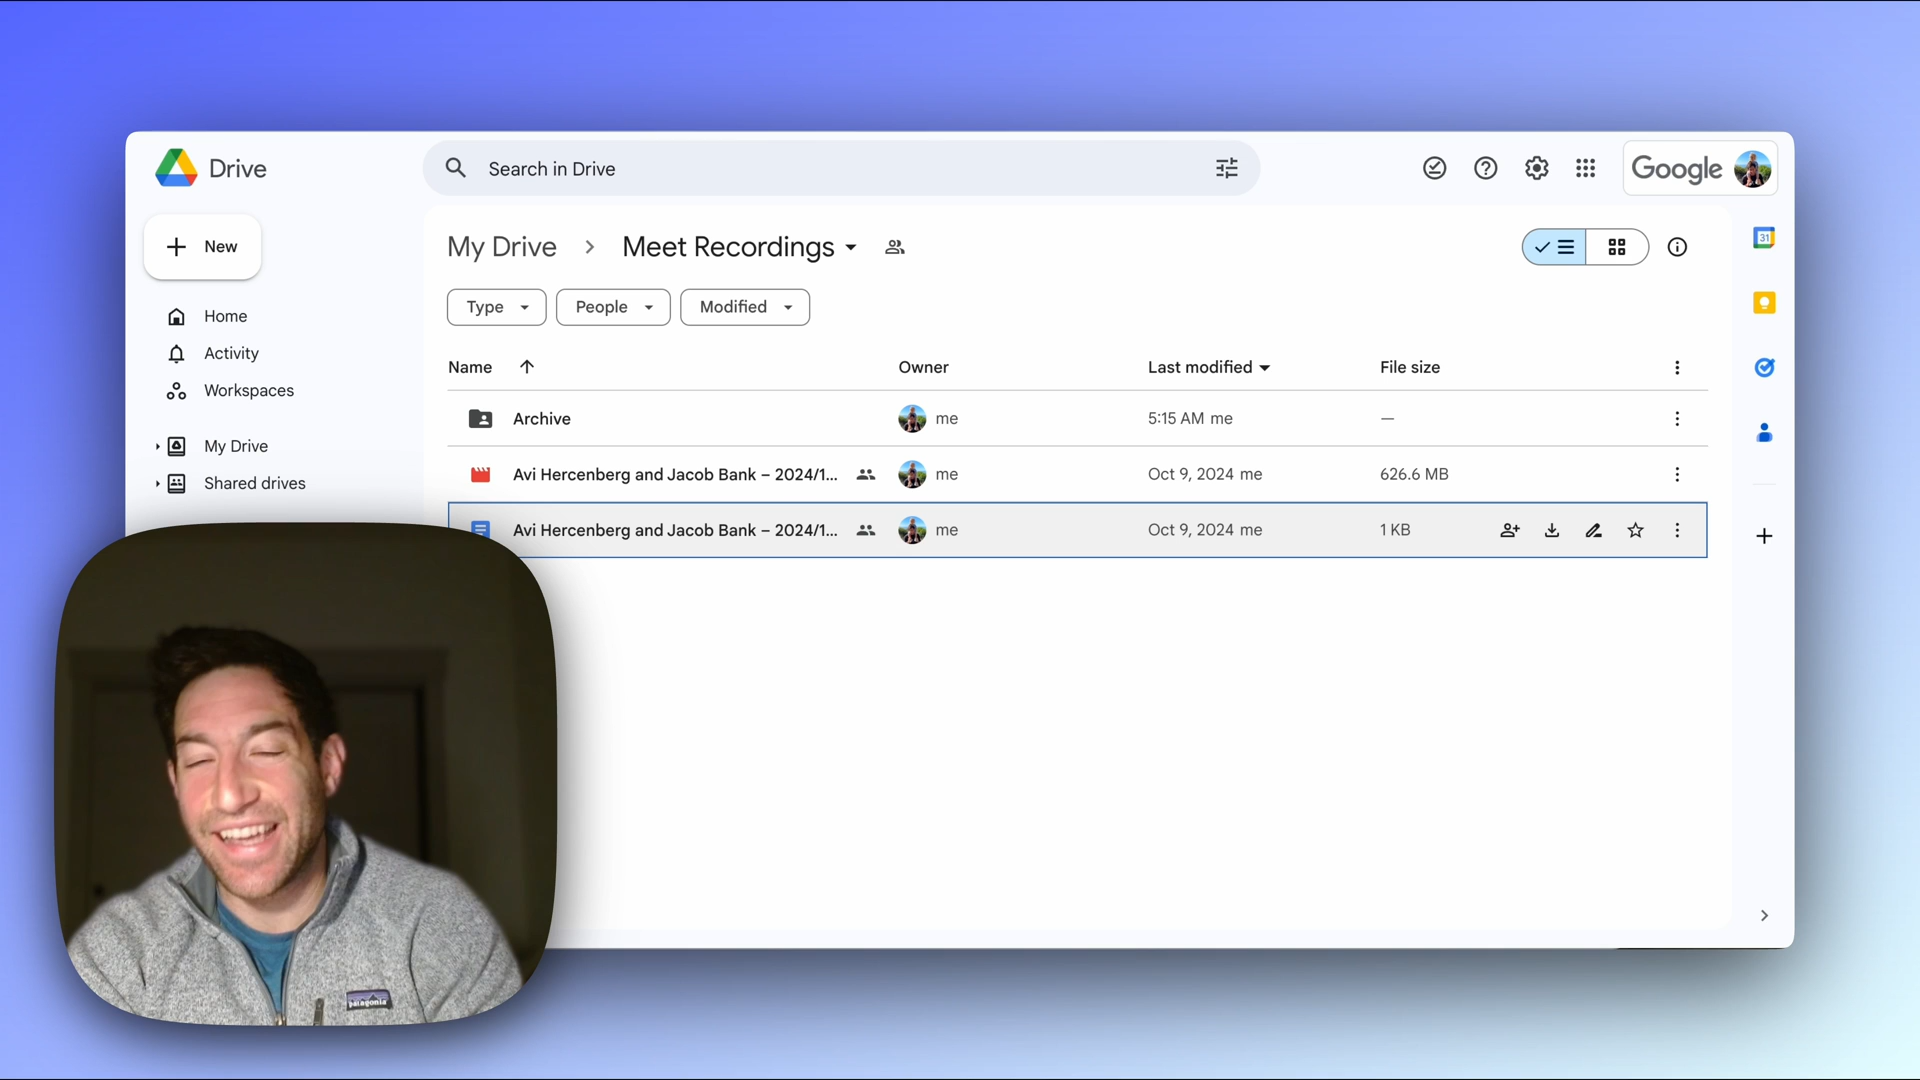 Drive
Search in Drive
Google
New
My Drive
Meet Recordings
31
Type
People
Modified
Home
Activity
Workspaces
My Drive
Shared drives
Name
Owner
Last modified
File size
Archive
me
5:15 AM me
—
Avi Hercenberg and Jacob Bank – 2024/1...
me
Oct 9, 2024 me
626.6 MB
Avi Hercenberg and Jacob Bank – 2024/1...
me
Oct 9, 2024 me
1 KB
patagonia